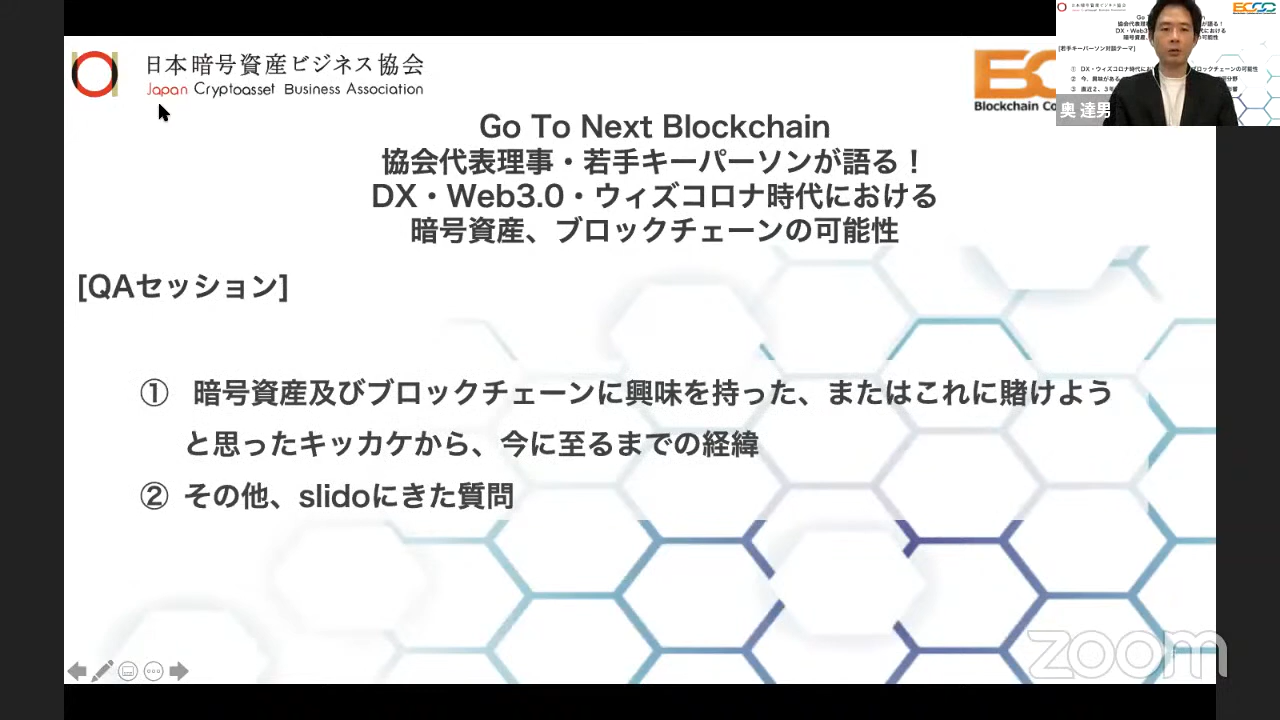 日本暗号資産ビジネス協会
Japan Cryptoasset Business Association
Blockchain Co
奥 達男
Go To Next Blockchain
協会代表理事・若手キーパーソンが語る！
DX・Web3.0・ウィズコロナ時代における
暗号資産、ブロックチェーンの可能性
[QAセッション]
① 暗号資産及びブロックチェーンに興味を持った、またはこれに賭けよう
と思ったキッカケから、今に至るまでの経緯
② その他、slidoにきた質問
zoom